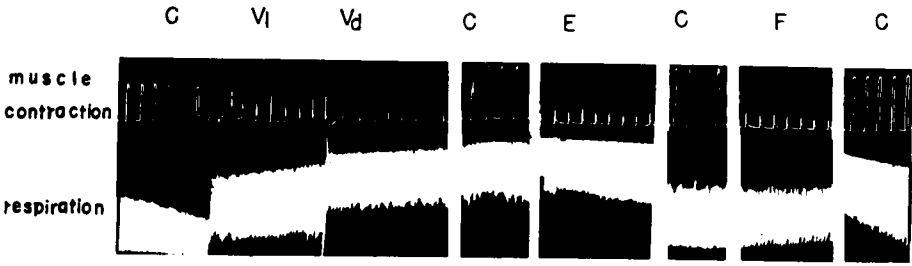 C Vl Vd C E C F C
muscle
contraction
respiration